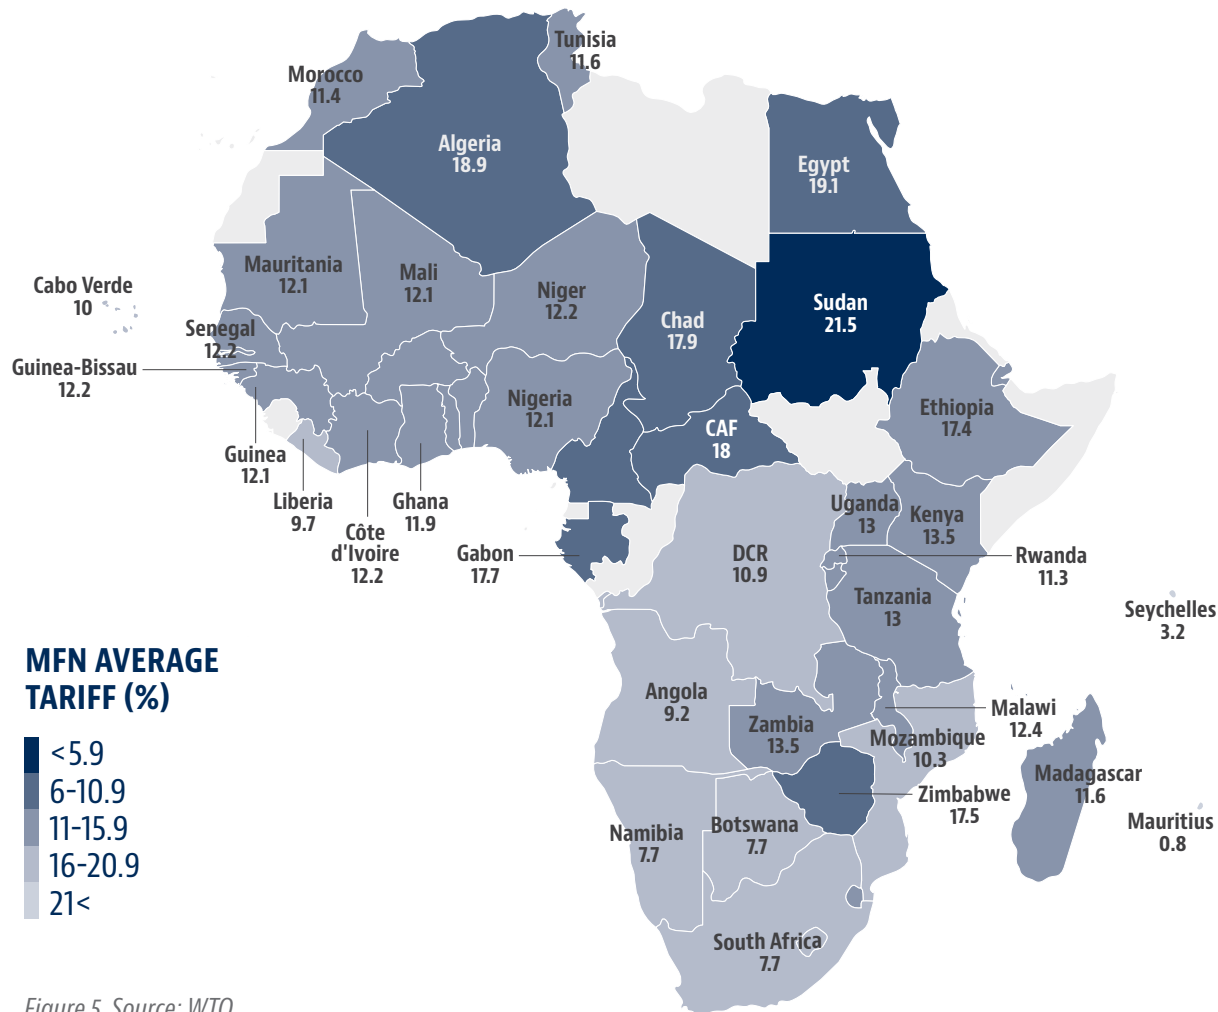 Tunisia
11.6
Morocco
11.4
Algeria
18.9
Egypt
19.1
Mauritania
12.1
Mali
12.1
Niger
12.2
Chad
17.9
Sudan
21.5
Cabo Verde
10
Senegal
12.2
Guinea-Bissau
12.2
Nigeria
12.1
CAF
18
Ethiopia
17.4
Guinea
12.1
Liberia
9.7
Côte
d'Ivoire
12.2
Ghana
11.9
Gabon
17.7
DCR
10.9
Uganda
13
Kenya
13.5
Rwanda
11.3
Tanzania
13
Seychelles
3.2
Angola
9.2
Zambia
13.5
Malawi
12.4
Mozambique
10.3
Madagascar
11.6
Mauritius
0.8
Zimbabwe
17.5
Namibia
7.7
Botswana
7.7
South Africa
7.7
MFN AVERAGE
TARIFF (%)
<5.9
6-10.9
11-15.9
16-20.9
21<
Figure 5. Source: WTO